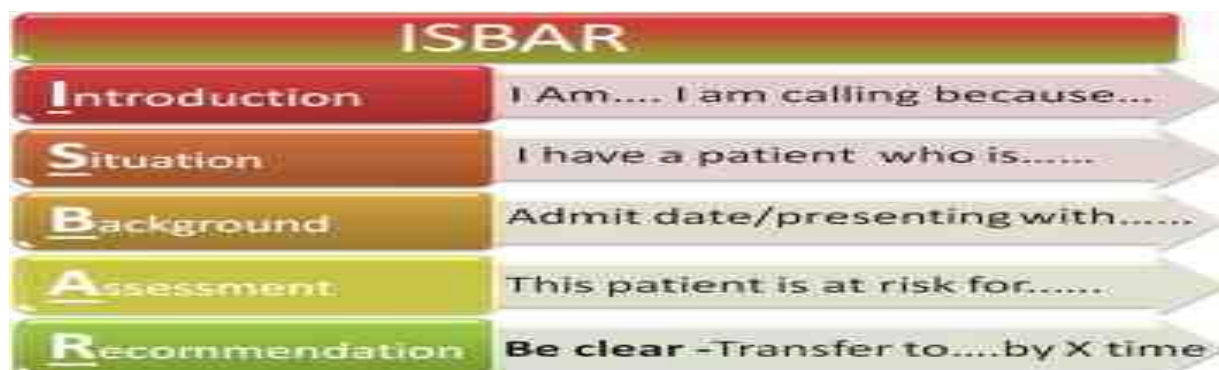 ISBAR
Introduction I Am.... I am calling because...
Situation I have a patient who is......
Background Admit date/presenting with......
Assessment This patient is at risk for......
Recommendation Be clear -Transfer to....by X time